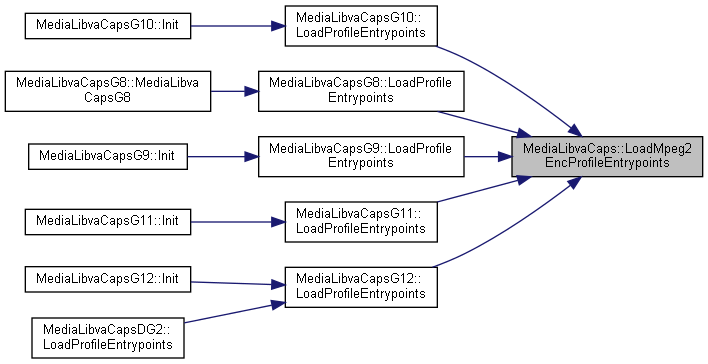 MediaLibvaCapsG10::Init
MediaLibvaCapsG10::
LoadProfileEntrypoints
MediaLibvaCapsG8::MediaLibva
CapsG8
MediaLibvaCapsG8::LoadProfile
Entrypoints
MediaLibvaCapsG9::Init
MediaLibvaCapsG9::LoadProfile
Entrypoints
MediaLibvaCaps::LoadMpeg2
EncProfileEntrypoints
MediaLibvaCapsG11::Init
MediaLibvaCapsG11::
LoadProfileEntrypoints
MediaLibvaCapsG12::Init
MediaLibvaCapsG12::
LoadProfileEntrypoints
MediaLibvaCapsDG2::
LoadProfileEntrypoints